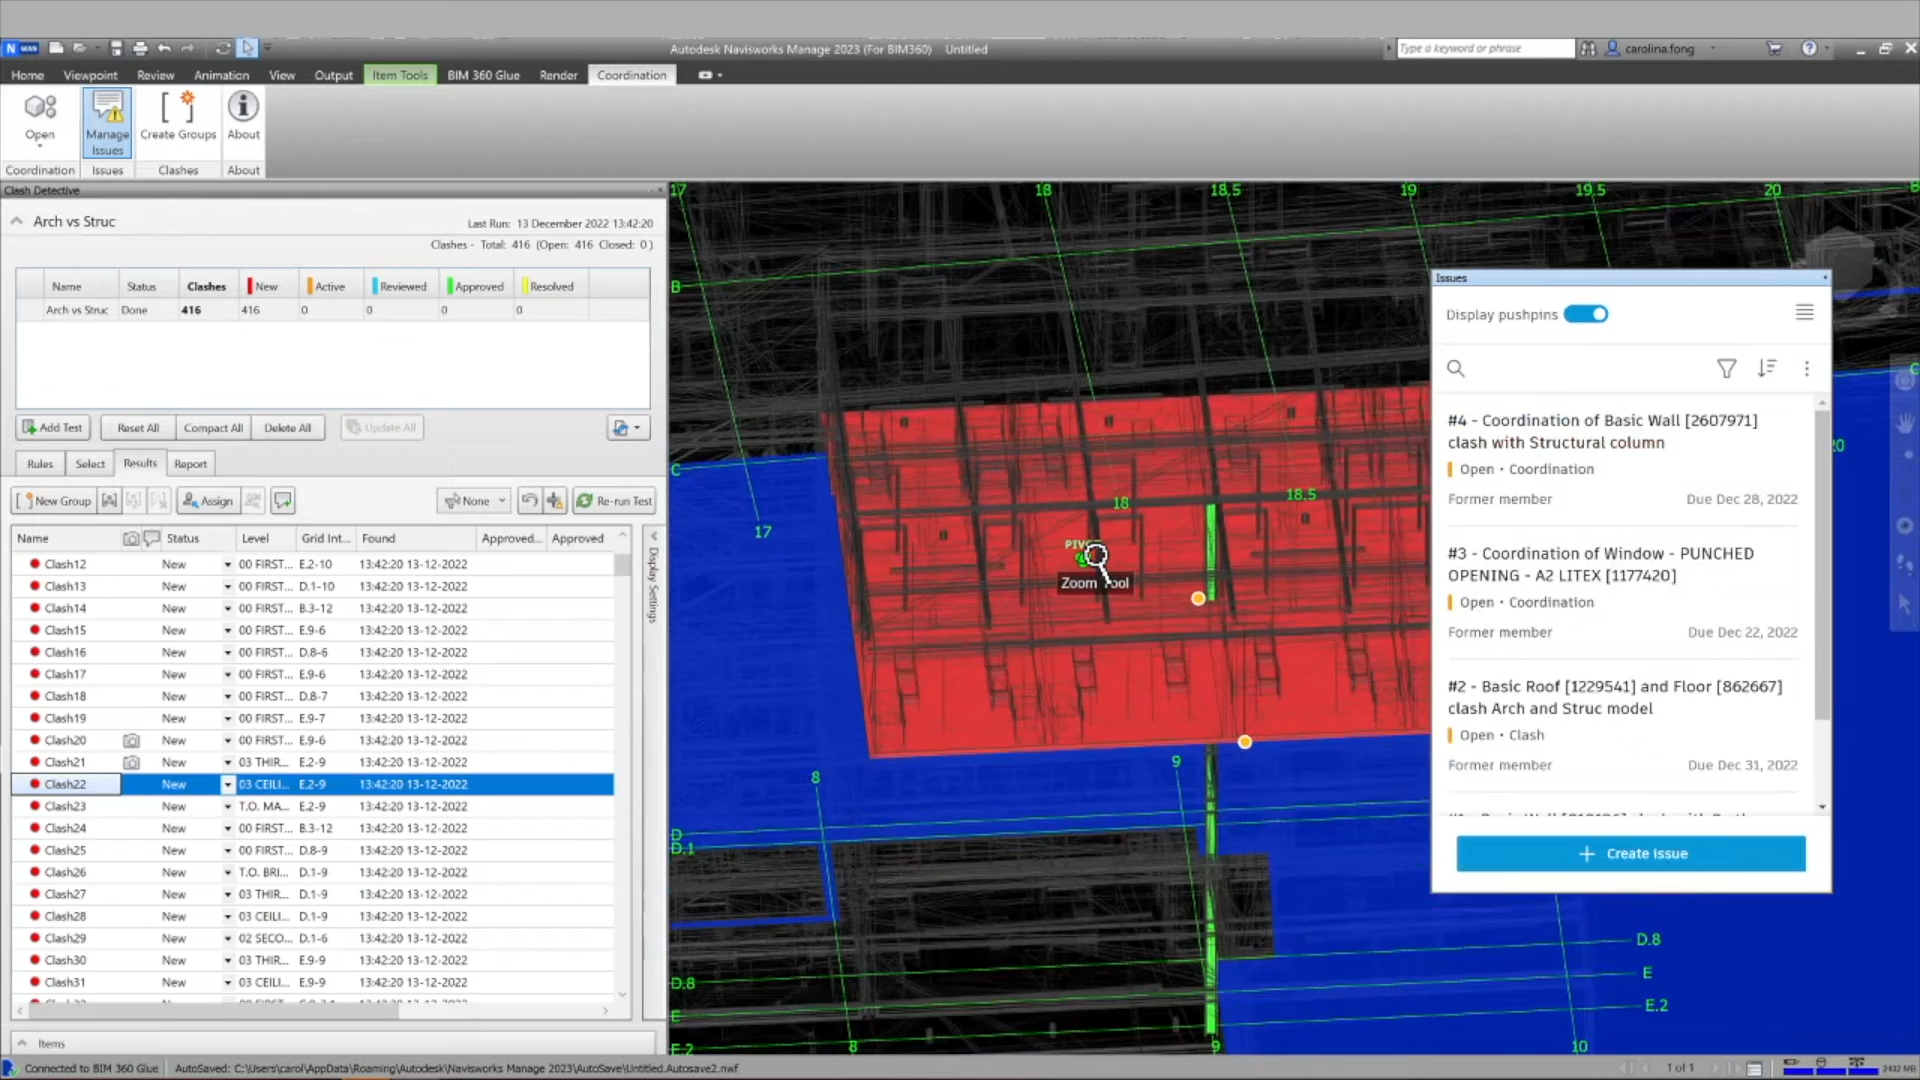 N MAN
Autodesk Navisworks Manage 2023 (For BIM360) Untitled
Type a keyword or phrase
carolina.fong
Home Viewpoint Review Animation View Output Item Tools BIM 360 Glue Render Coordination
Open
Manage Issues
Create Groups
About
Coordination Issues Clashes About
Clash Detective
Arch vs Struc
Last Run: 13 December 2022 13:42:20
Clashes - Total: 416 (Open: 416 Closed: 0)
Name Status Clashes New Active Reviewed Approved Resolved
Arch vs Struc Done 416 416 0 0 0 0
Add Test Reset All Compact All Delete All Update All
Rules Select Results Report
New Group Assign None Re-run Test
Name Status Level Grid Int... Found Approved... Approved
Clash12 New 00 FIRST... E.2-10 13:42:20 13-12-2022
Clash13 New 00 FIRST... D.1-10 13:42:20 13-12-2022
Clash14 New 00 FIRST... B.3-12 13:42:20 13-12-2022
Clash15 New 00 FIRST... E.9-6 13:42:20 13-12-2022
Clash16 New 00 FIRST... D.8-6 13:42:20 13-12-2022
Clash17 New 00 FIRST... E.9-6 13:42:20 13-12-2022
Clash18 New 00 FIRST... D.8-7 13:42:20 13-12-2022
Clash19 New 00 FIRST... E.9-7 13:42:20 13-12-2022
Clash20 New 00 FIRST... E.9-6 13:42:20 13-12-2022
Clash21 New 03 THIR... E.2-9 13:42:20 13-12-2022
Clash22 New 03 CEILI... E.2-9 13:42:20 13-12-2022
Clash23 New T.O. MA... E.2-9 13:42:20 13-12-2022
Clash24 New 00 FIRST... B.3-12 13:42:20 13-12-2022
Clash25 New 00 FIRST... D.8-9 13:42:20 13-12-2022
Clash26 New T.O. BRI... D.1-9 13:42:20 13-12-2022
Clash27 New 03 THIR... D.1-9 13:42:20 13-12-2022
Clash28 New 03 CEILI... D.1-9 13:42:20 13-12-2022
Clash29 New 02 SECO... D.1-6 13:42:20 13-12-2022
Clash30 New 03 THIR... E.9-9 13:42:20 13-12-2022
Clash31 New 03 CEILI... E.9-9 13:42:20 13-12-2022
Display Settings
Items
17 18 18.5 19 19.5 20
B
C
C
17
18 18.5
20
Zoom Tool
8
9
D
D.1
D.8
E
E.2
8
9
10
D.8
E
E.2
Issues
Display pushpins
#4 - Coordination of Basic Wall [2607971]
clash with Structural column
Open • Coordination
Former member Due Dec 28, 2022
#3 - Coordination of Window - PUNCHED
OPENING - A2 LITEX [1177420]
Open • Coordination
Former member Due Dec 22, 2022
#2 - Basic Roof [1229541] and Floor [862667]
clash Arch and Struc model
Open • Clash
Former member Due Dec 31, 2022
+ Create Issue
Connected to BIM 360 Glue AutoSaved: C:\Users\carol\AppData\Roaming\Autodesk\Navisworks Manage 2023\AutoSave\Untitled.Autosave2.nwf
1 of 1
2432 MB